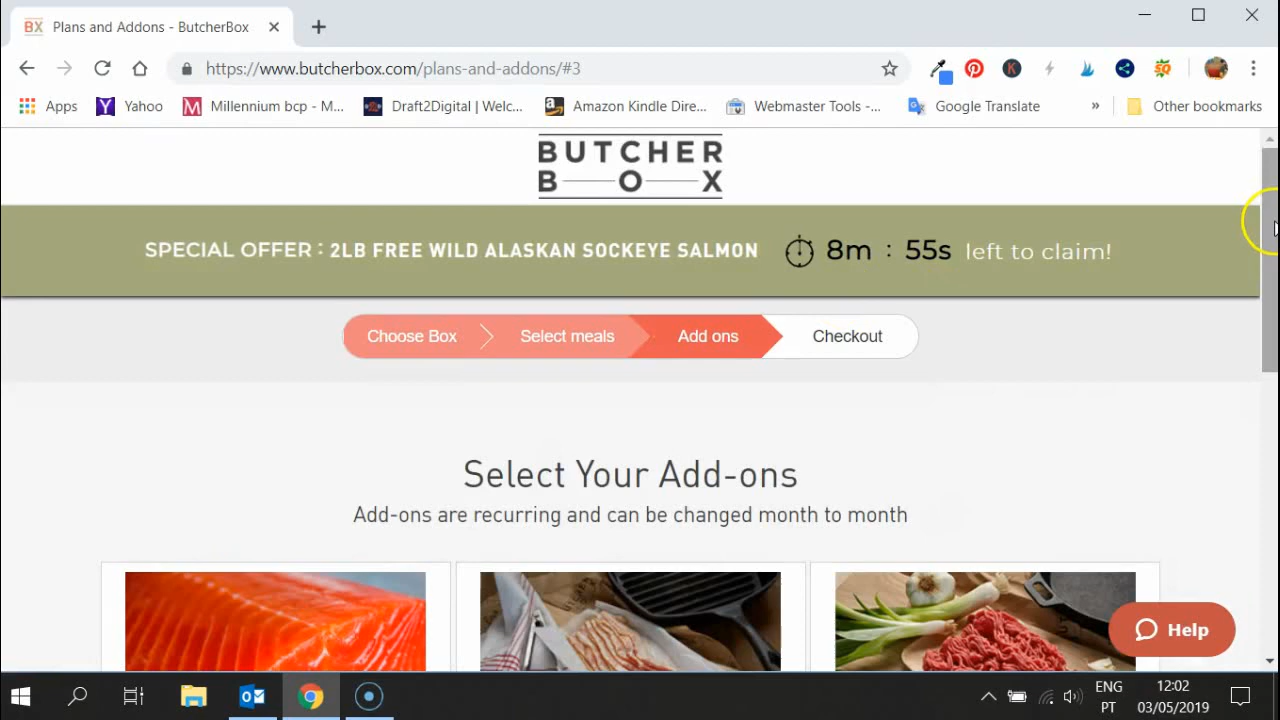 BX Plans and Addons - ButcherBox
https://www.butcherbox.com/plans-and-addons/#3
Apps Yahoo Millennium bcp - M... Draft2Digital | Welc... Amazon Kindle Dire... Webmaster Tools -... Google Translate » Other bookmarks
BUTCHER
BOX
SPECIAL OFFER : 2LB FREE WILD ALASKAN SOCKEYE SALMON 8m : 55s left to claim!
Choose Box Select meals Add ons Checkout
Select Your Add-ons
Add-ons are recurring and can be changed month to month
Help
ENG 12:02
PT 03/05/2019